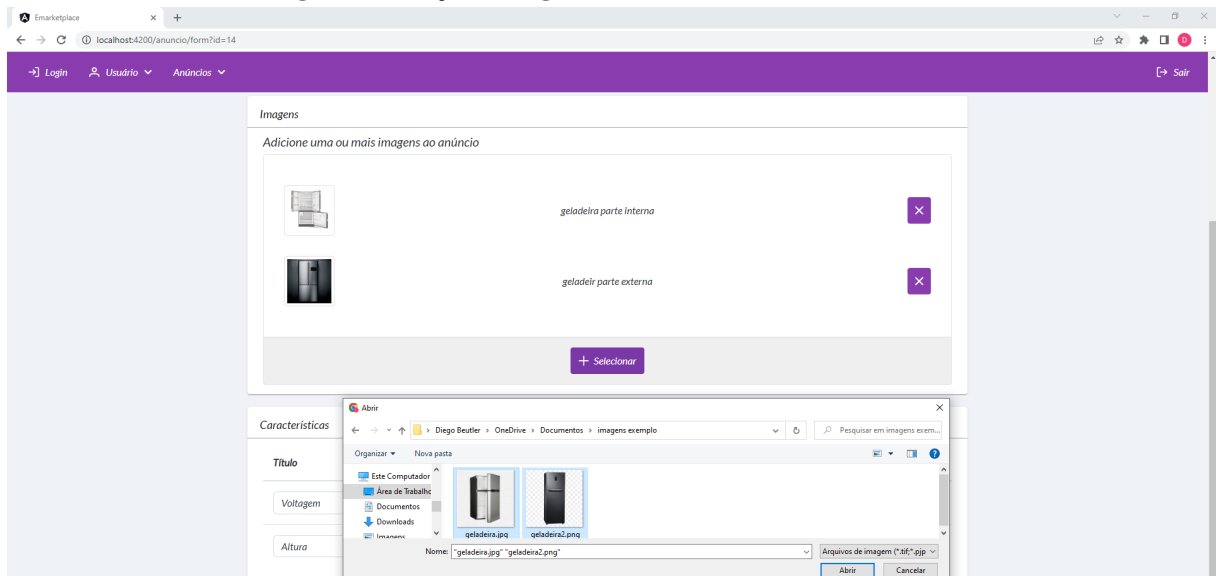 Emarketplace
localhost:4200/anuncio/form?id=14
Login Usuário Anúncios Sair
Imagens
Adicione uma ou mais imagens ao anúncio
geladeira parte interna
geladeir parte externa
+ Selecionar
Características
Título
Voltagem
Altura
Abrir
Diego Beutler › OneDrive › Documentos › imagens exemplo
Pesquisar em imagens exem...
Organizar Nova pasta
Este Computador
Área de Trabalho
Documentos
Downloads
Imagens
geladeira.jpg geladeira2.png
Nome: "geladeira.jpg" "geladeira2.png" Arquivos de imagem (*.tif;*.pjp
Abrir Cancelar